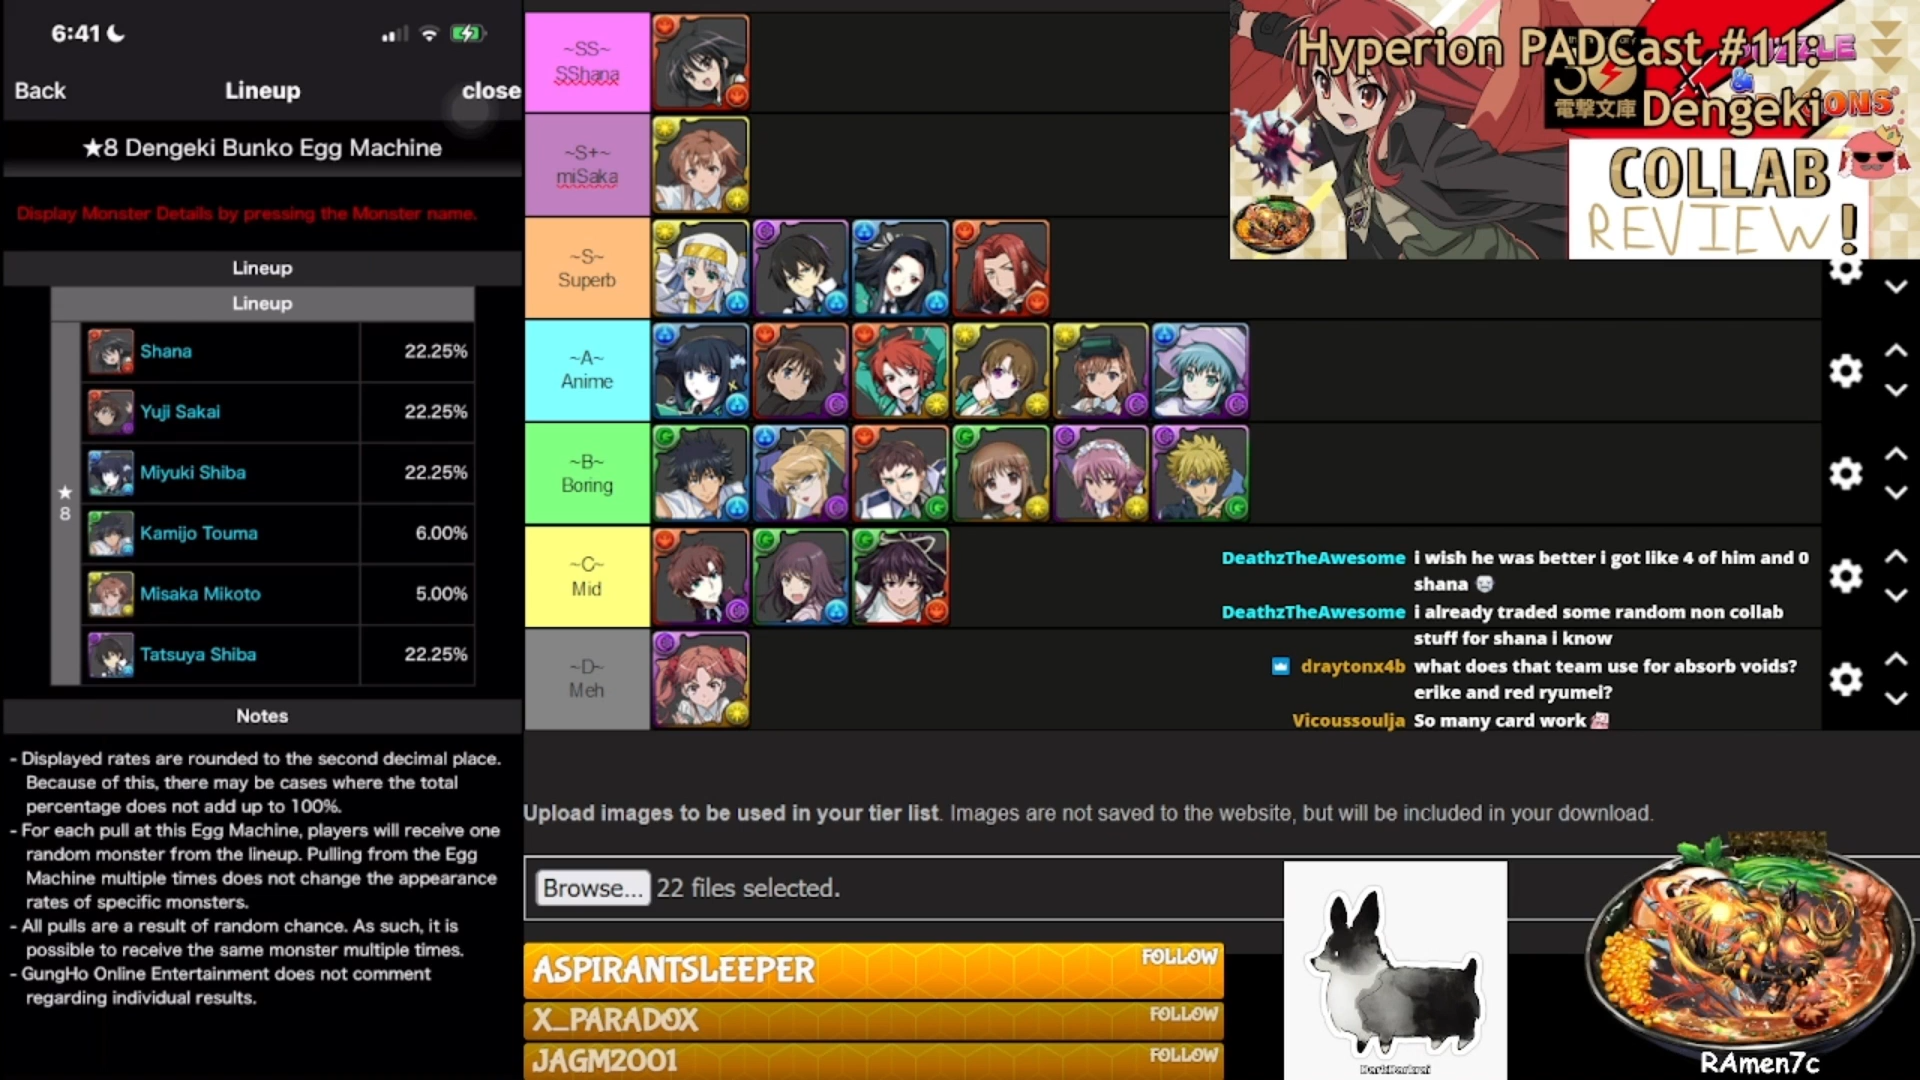 6:41
Back
Lineup
close
★8 Dengeki Bunko Egg Machine
Display Monster Details by pressing the Monster name.
Lineup
Lineup
★
8
Shana 22.25%
Yuji Sakai 22.25%
Miyuki Shiba 22.25%
Kamijo Touma 6.00%
Misaka Mikoto 5.00%
Tatsuya Shiba 22.25%
Notes
- Displayed rates are rounded to the second decimal place.
Because of this, there may be cases where the total
percentage does not add up to 100%.
- For each pull at this Egg Machine, players will receive one
random monster from the lineup. Pulling from the Egg
Machine multiple times does not change the appearance
rates of specific monsters.
- All pulls are a result of random chance. As such, it is
possible to receive the same monster multiple times.
- GungHo Online Entertainment does not comment
regarding individual results.
~SS~
SShana
~S+~
miSaka
~S~
Superb
~A~
Anime
~B~
Boring
~C~
Mid
~D~
Meh
Hyperion PADCast #11:
Dengeki
電撃文庫
COLLAB
REVIEW!
DeathzTheAwesome i wish he was better i got like 4 of him and 0
shana
DeathzTheAwesome i already traded some random non collab
stuff for shana i know
draytonx4b what does that team use for absorb voids?
erike and red ryumei?
Vicoussoulja So many card work
Upload images to be used in your tier list. Images are not saved to the website, but will be included in your download.
Browse... 22 files selected.
ASPIRANTSLEEPER FOLLOW
X_PARADOX FOLLOW
JAGM2001 FOLLOW
RAmen7c